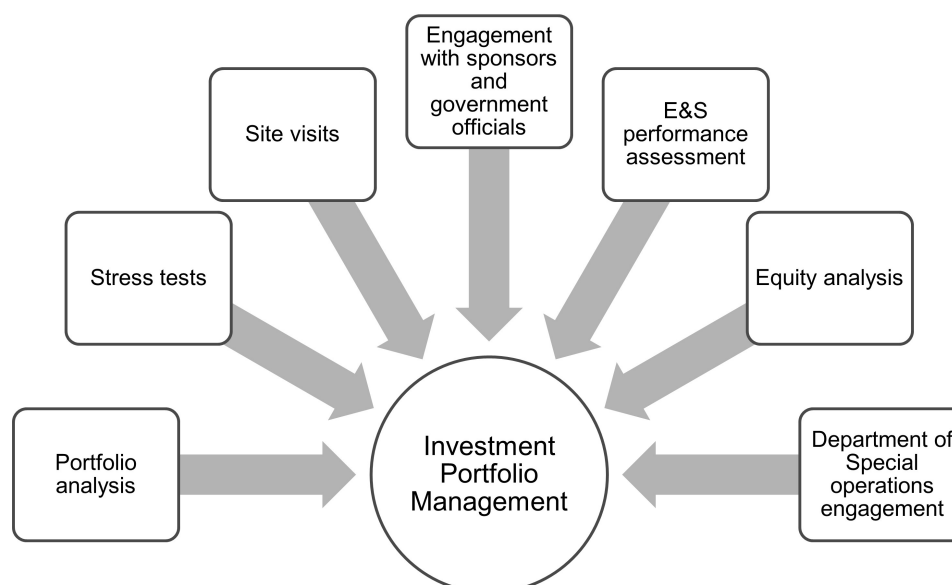 Engagement
with sponsors
and
government
officials
Site visits
E&S
performance
assessment
Stress tests
Equity analysis
Portfolio
analysis
Investment
Portfolio
Management
Department of
Special
operations
engagement